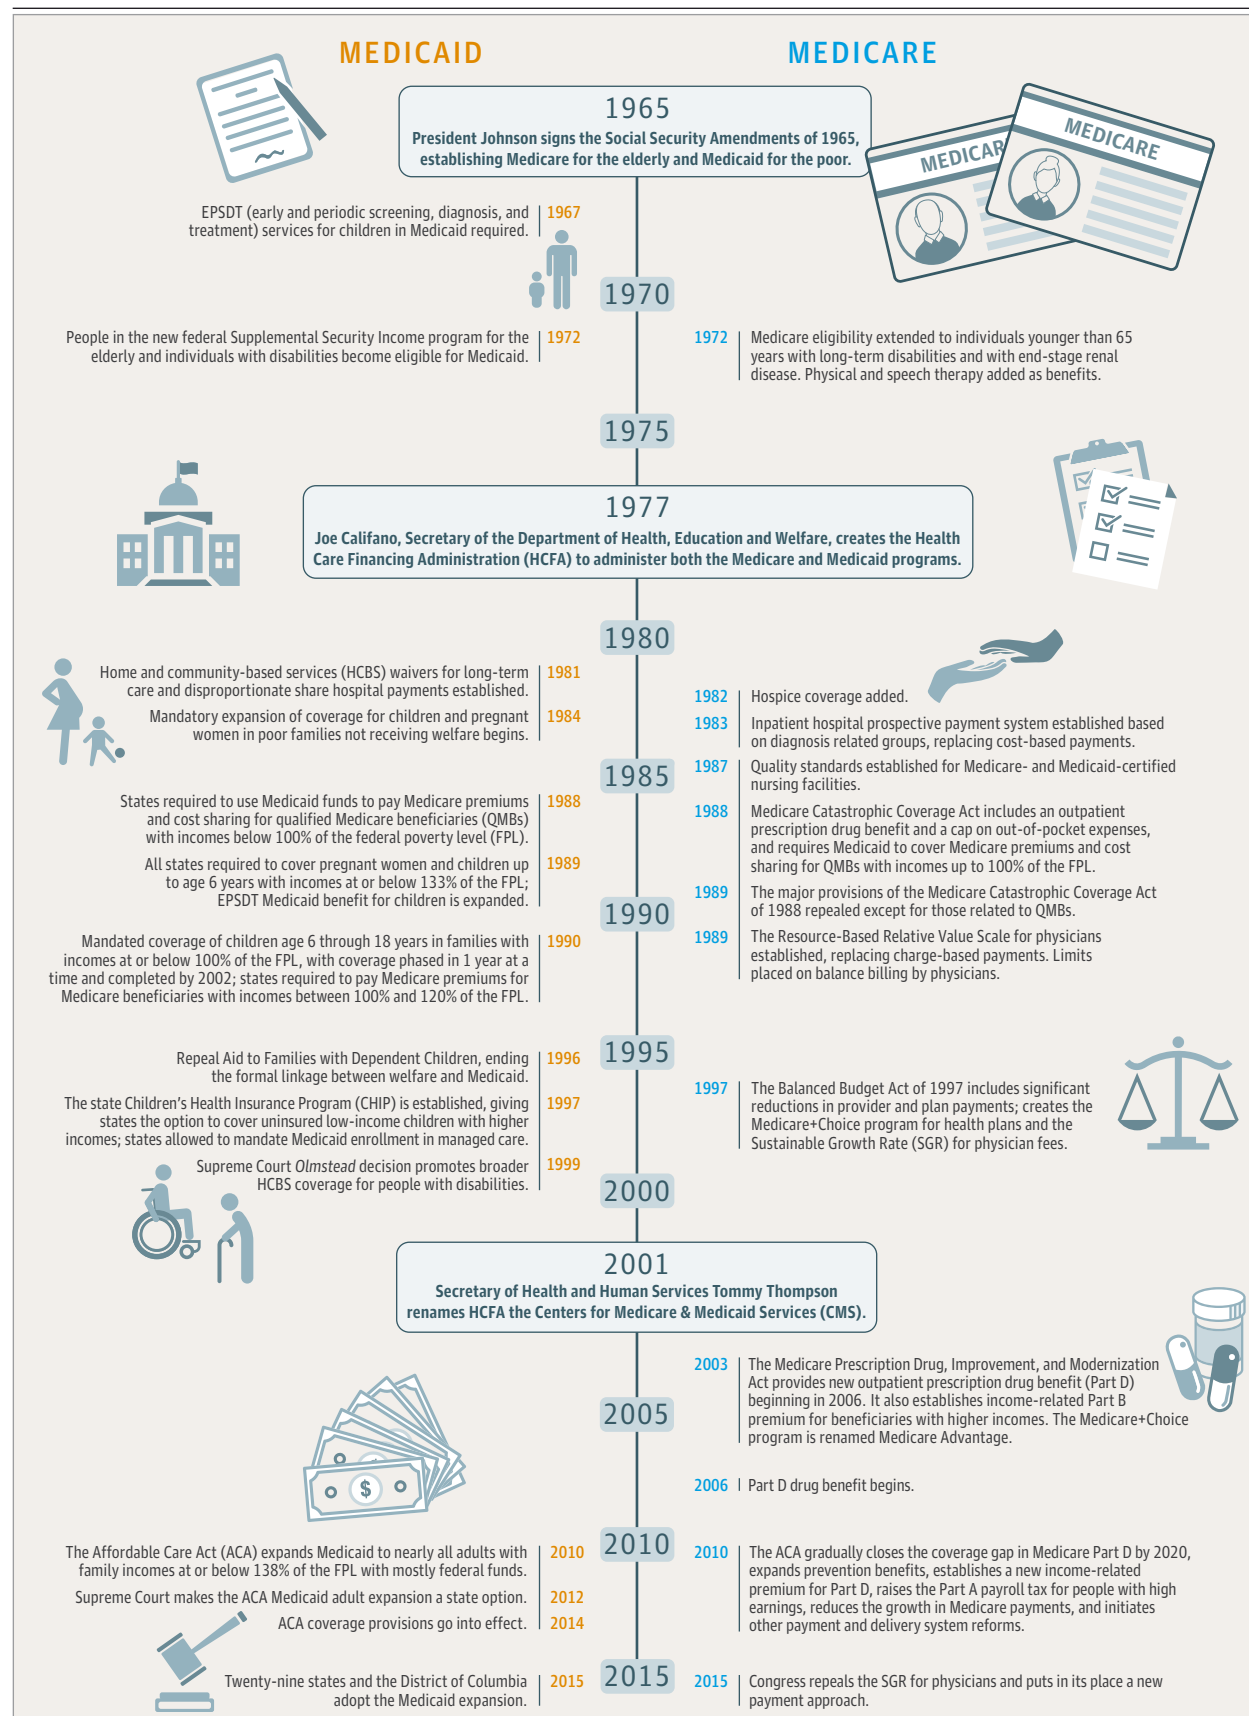 MEDICAID
MEDICARE
1965
President Johnson signs the Social Security Amendments of 1965,
establishing Medicare for the elderly and Medicaid for the poor.
MEDICAR
MEDICARE
EPSDT (early and periodic screening, diagnosis, and
treatment) services for children in Medicaid required.
1967
1970
People in the new federal Supplemental Security Income program for the
elderly and individuals with disabilities become eligible for Medicaid.
1972
1972
Medicare eligibility extended to individuals younger than 65
years with long-term disabilities and with end-stage renal
disease. Physical and speech therapy added as benefits.
1975
1977
Joe Califano, Secretary of the Department of Health, Education and Welfare, creates the Health
Care Financing Administration (HCFA) to administer both the Medicare and Medicaid programs.
1980
Home and community-based services (HCBS) waivers for long-term
care and disproportionate share hospital payments established.
1981
1982
Hospice coverage added.
Mandatory expansion of coverage for children and pregnant
women in poor families not receiving welfare begins.
1984
1983
Inpatient hospital prospective payment system established based
on diagnosis related groups, replacing cost-based payments.
1985
1987
Quality standards established for Medicare- and Medicaid-certified
nursing facilities.
States required to use Medicaid funds to pay Medicare premiums
and cost sharing for qualified Medicare beneficiaries (QMBs)
with incomes below 100% of the federal poverty level (FPL).
1988
1988
Medicare Catastrophic Coverage Act includes an outpatient
prescription drug benefit and a cap on out-of-pocket expenses,
and requires Medicaid to cover Medicare premiums and cost
sharing for QMBs with incomes up to 100% of the FPL.
All states required to cover pregnant women and children up
to age 6 years with incomes at or below 133% of the FPL;
EPSDT Medicaid benefit for children is expanded.
1989
1989
The major provisions of the Medicare Catastrophic Coverage Act
of 1988 repealed except for those related to QMBs.
1990
Mandated coverage of children age 6 through 18 years in families with
incomes at or below 100% of the FPL, with coverage phased in 1 year at a
time and completed by 2002; states required to pay Medicare premiums for
Medicare beneficiaries with incomes between 100% and 120% of the FPL.
1990
1989
The Resource-Based Relative Value Scale for physicians
established, replacing charge-based payments. Limits
placed on balance billing by physicians.
1995
Repeal Aid to Families with Dependent Children, ending
the formal linkage between welfare and Medicaid.
1996
The state Children's Health Insurance Program (CHIP) is established, giving
states the option to cover uninsured low-income children with higher
incomes; states allowed to mandate Medicaid enrollment in managed care.
1997
1997
The Balanced Budget Act of 1997 includes significant
reductions in provider and plan payments; creates the
Medicare+Choice program for health plans and the
Sustainable Growth Rate (SGR) for physician fees.
Supreme Court Olmstead decision promotes broader
HCBS coverage for people with disabilities.
1999
2000
2001
Secretary of Health and Human Services Tommy Thompson
renames HCFA the Centers for Medicare & Medicaid Services (CMS).
2003
The Medicare Prescription Drug, Improvement, and Modernization
Act provides new outpatient prescription drug benefit (Part D)
beginning in 2006. It also establishes income-related Part B
premium for beneficiaries with higher incomes. The Medicare+Choice
program is renamed Medicare Advantage.
2005
$
2006
Part D drug benefit begins.
2010
The Affordable Care Act (ACA) expands Medicaid to nearly all adults with
family incomes at or below 138% of the FPL with mostly federal funds.
2010
2010
The ACA gradually closes the coverage gap in Medicare Part D by 2020,
expands prevention benefits, establishes a new income-related
premium for Part D, raises the Part A payroll tax for people with high
earnings, reduces the growth in Medicare payments, and initiates
other payment and delivery system reforms.
Supreme Court makes the ACA Medicaid adult expansion a state option.
2012
ACA coverage provisions go into effect.
2014
2015
Twenty-nine states and the District of Columbia
adopt the Medicaid expansion.
2015
2015
Congress repeals the SGR for physicians and puts in its place a new
payment approach.